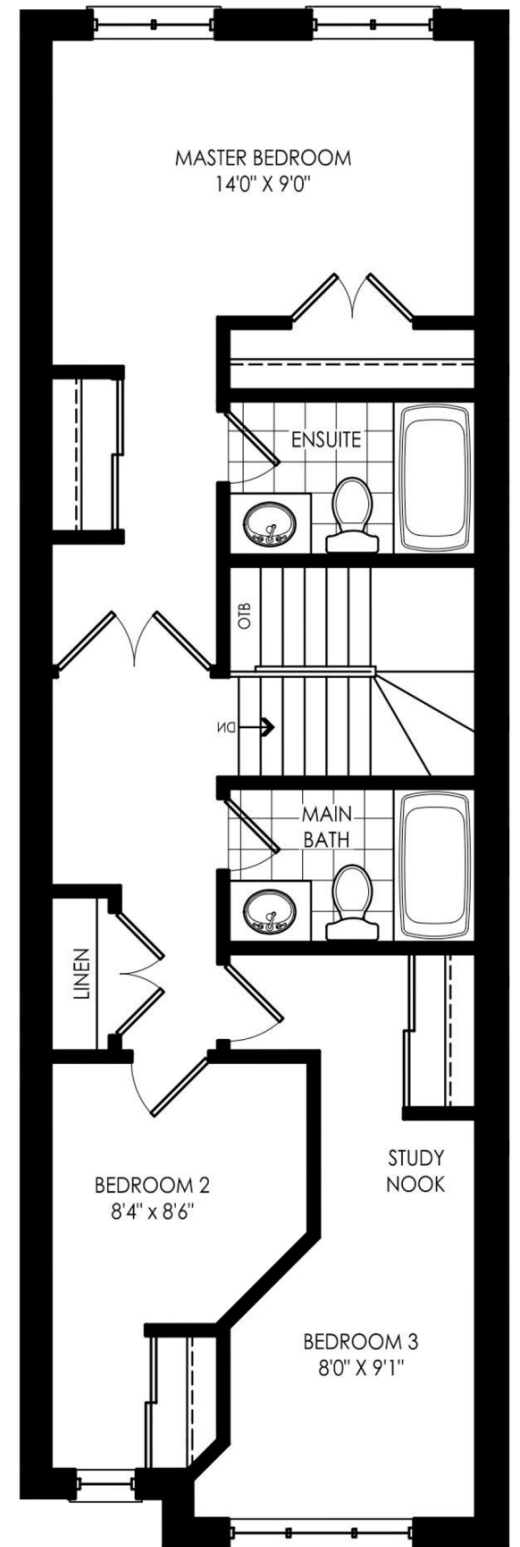 MASTER BEDROOM
14'0" X 9'0"
ENSUITE
OTB
DN
MAIN
BATH
LINEN
STUDY
NOOK
BEDROOM 2
8'4" x 8'6"
BEDROOM 3
8'0" X 9'1"